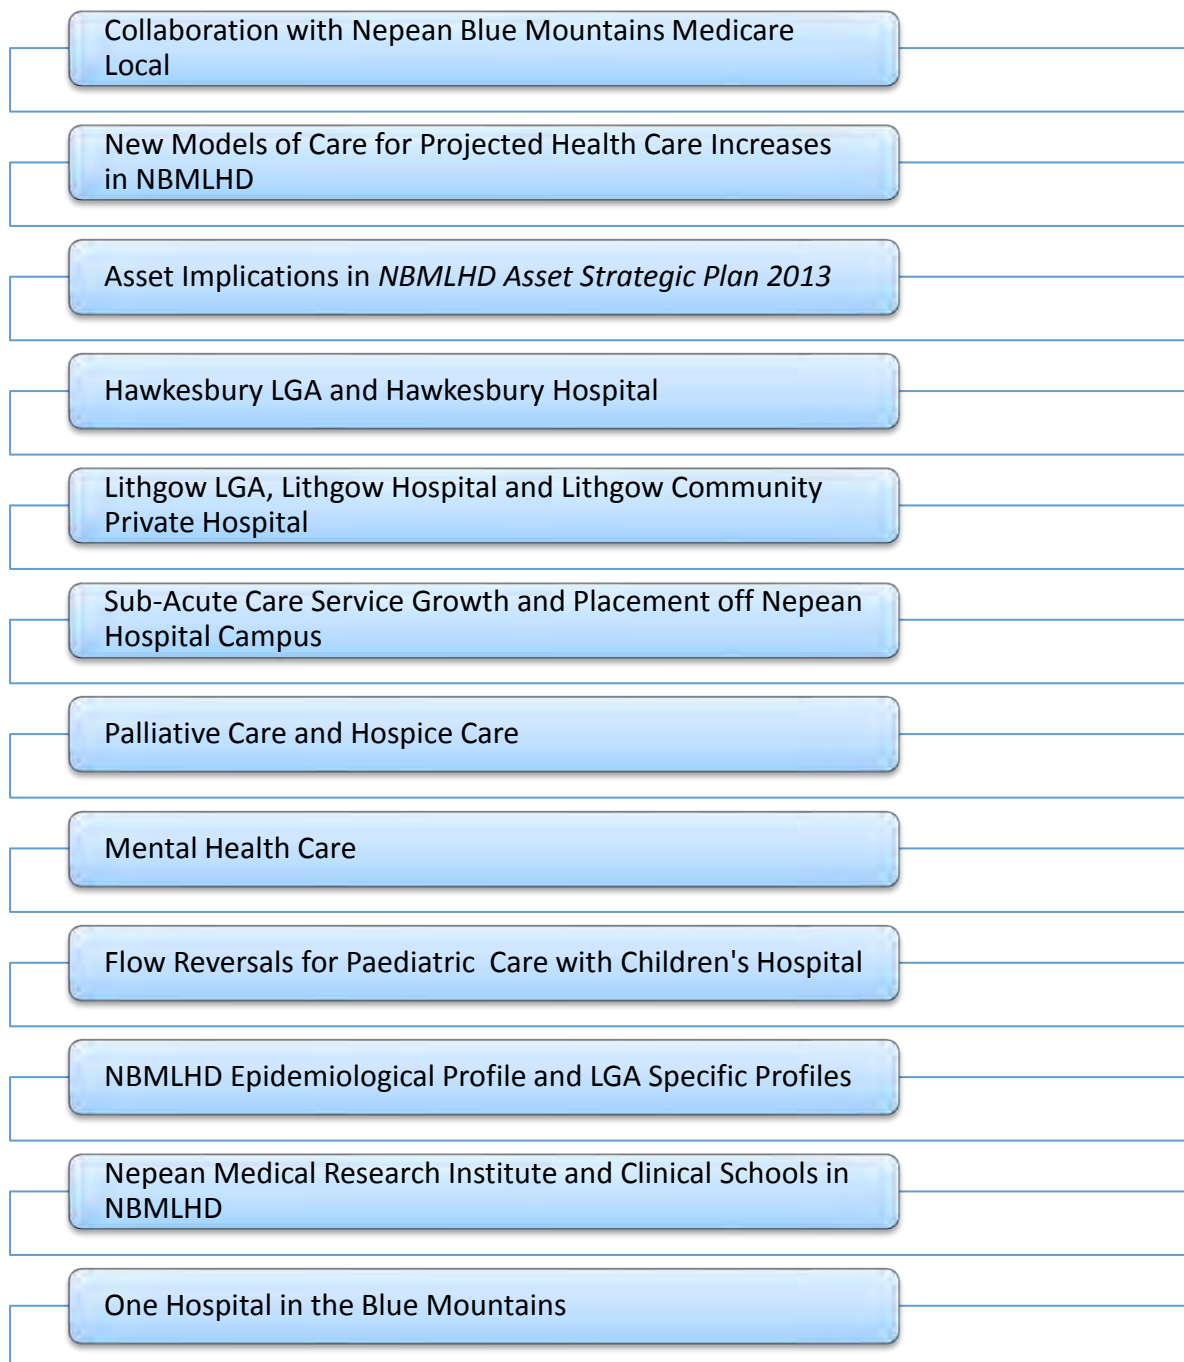 Collaboration with Nepean Blue Mountains Medicare
Local
New Models of Care for Projected Health Care Increases
in NBMLHD
Asset Implications in NBMLHD Asset Strategic Plan 2013
Hawkesbury LGA and Hawkesbury Hospital
Lithgow LGA, Lithgow Hospital and Lithgow Community
Private Hospital
Sub-Acute Care Service Growth and Placement off Nepean
Hospital Campus
Palliative Care and Hospice Care
Mental Health Care
Flow Reversals for Paediatric  Care with Children's Hospital
NBMLHD Epidemiological Profile and LGA Specific Profiles
Nepean Medical Research Institute and Clinical Schools in
NBMLHD
One Hospital in the Blue Mountains